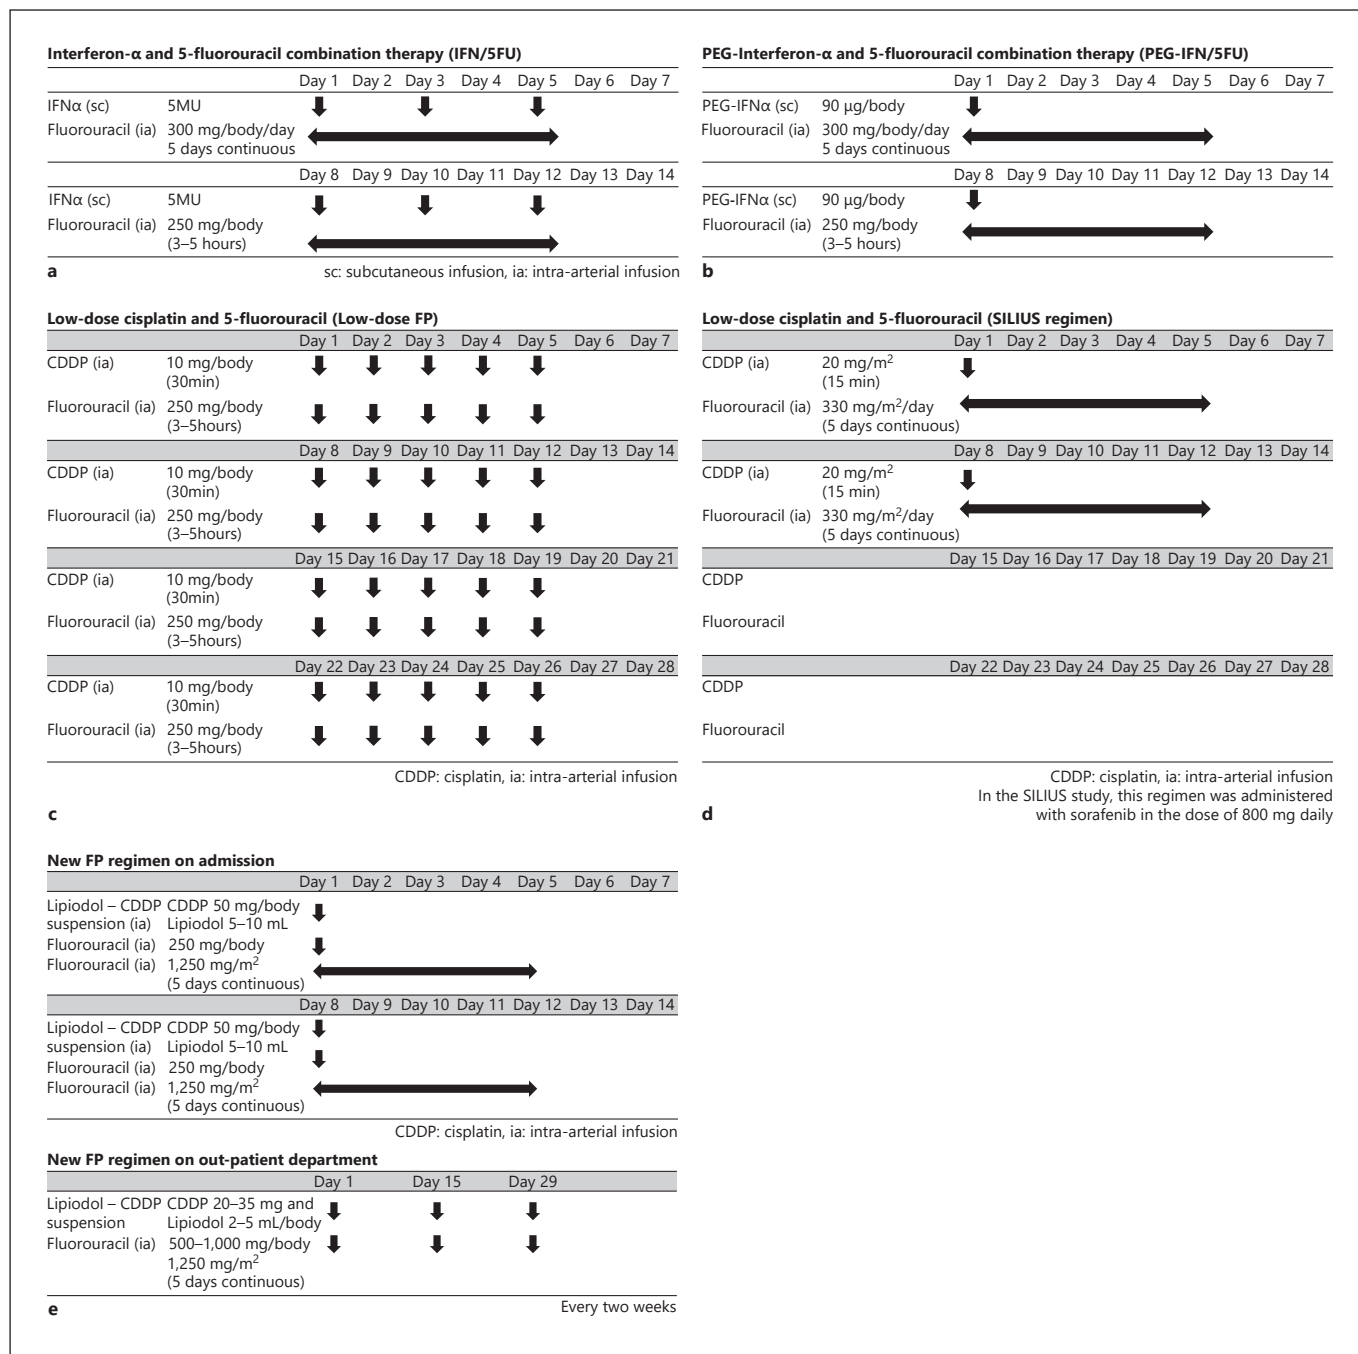 Interferon-α and 5-fluorouracil combination therapy (IFN/5FU)
Day 1 Day 2 Day 3 Day 4 Day 5 Day 6 Day 7
IFNα (sc) 5MU
Fluorouracil (ia) 300 mg/body/day
5 days continuous
Day 8 Day 9 Day 10 Day 11 Day 12 Day 13 Day 14
IFNα (sc) 5MU
Fluorouracil (ia) 250 mg/body
(3–5 hours)
a
sc: subcutaneous infusion, ia: intra-arterial infusion
PEG-Interferon-α and 5-fluorouracil combination therapy (PEG-IFN/5FU)
Day 1 Day 2 Day 3 Day 4 Day 5 Day 6 Day 7
PEG-IFNα (sc) 90 μg/body
Fluorouracil (ia) 300 mg/body/day
5 days continuous
Day 8 Day 9 Day 10 Day 11 Day 12 Day 13 Day 14
PEG-IFNα (sc) 90 μg/body
Fluorouracil (ia) 250 mg/body
(3–5 hours)
b
Low-dose cisplatin and 5-fluorouracil (Low-dose FP)
Day 1 Day 2 Day 3 Day 4 Day 5 Day 6 Day 7
CDDP (ia) 10 mg/body
(30min)
Fluorouracil (ia) 250 mg/body
(3–5hours)
Day 8 Day 9 Day 10 Day 11 Day 12 Day 13 Day 14
CDDP (ia) 10 mg/body
(30min)
Fluorouracil (ia) 250 mg/body
(3–5hours)
Day 15 Day 16 Day 17 Day 18 Day 19 Day 20 Day 21
CDDP (ia) 10 mg/body
(30min)
Fluorouracil (ia) 250 mg/body
(3–5hours)
Day 22 Day 23 Day 24 Day 25 Day 26 Day 27 Day 28
CDDP (ia) 10 mg/body
(30min)
Fluorouracil (ia) 250 mg/body
(3–5hours)
CDDP: cisplatin, ia: intra-arterial infusion
c
Low-dose cisplatin and 5-fluorouracil (SILIUS regimen)
Day 1 Day 2 Day 3 Day 4 Day 5 Day 6 Day 7
CDDP (ia) 20 mg/m²
(15 min)
Fluorouracil (ia) 330 mg/m²/day
(5 days continuous)
Day 8 Day 9 Day 10 Day 11 Day 12 Day 13 Day 14
CDDP (ia) 20 mg/m²
(15 min)
Fluorouracil (ia) 330 mg/m²/day
(5 days continuous)
Day 15 Day 16 Day 17 Day 18 Day 19 Day 20 Day 21
CDDP
Fluorouracil
Day 22 Day 23 Day 24 Day 25 Day 26 Day 27 Day 28
CDDP
Fluorouracil
CDDP: cisplatin, ia: intra-arterial infusion
In the SILIUS study, this regimen was administered
with sorafenib in the dose of 800 mg daily
d
New FP regimen on admission
Day 1 Day 2 Day 3 Day 4 Day 5 Day 6 Day 7
Lipiodol – CDDP CDDP 50 mg/body
suspension (ia) Lipiodol 5–10 mL
Fluorouracil (ia) 250 mg/body
Fluorouracil (ia) 1,250 mg/m²
(5 days continuous)
Day 8 Day 9 Day 10 Day 11 Day 12 Day 13 Day 14
Lipiodol – CDDP CDDP 50 mg/body
suspension (ia) Lipiodol 5–10 mL
Fluorouracil (ia) 250 mg/body
Fluorouracil (ia) 1,250 mg/m²
(5 days continuous)
CDDP: cisplatin, ia: intra-arterial infusion
New FP regimen on out-patient department
Day 1 Day 15 Day 29
Lipiodol – CDDP CDDP 20–35 mg and
suspension Lipiodol 2–5 mL/body
Fluorouracil (ia) 500–1,000 mg/body
1,250 mg/m²
(5 days continuous)
e
Every two weeks